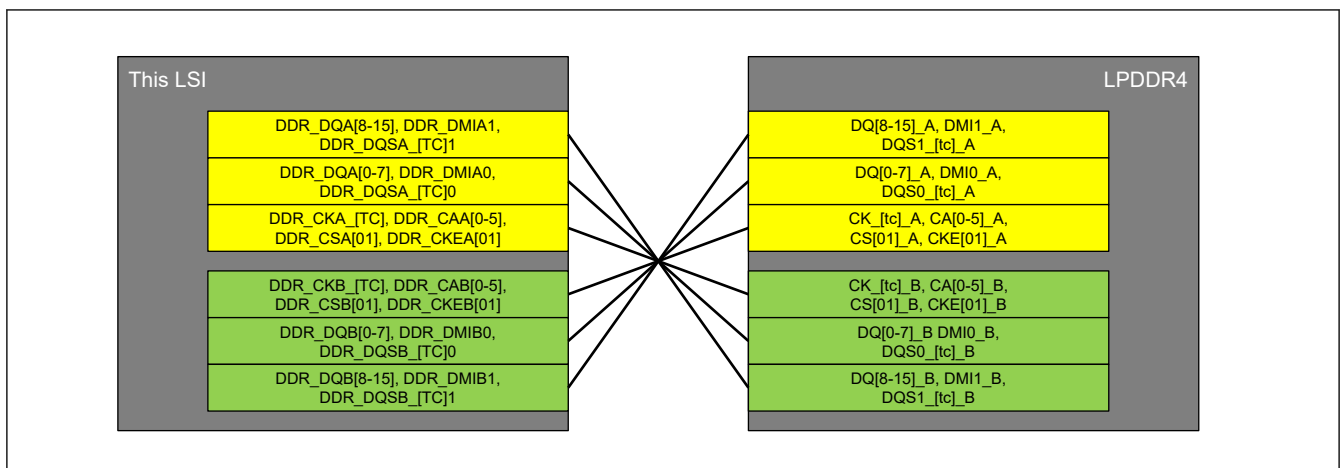 This LSI
DDR_DQA[8-15], DDR_DMIA1,
DDR_DQSA_[TC]1
DDR_DQA[0-7], DDR_DMIA0,
DDR_DQSA_[TC]0
DDR_CKA_[TC], DDR_CAA[0-5],
DDR_CSA[01], DDR_CKEA[01]
DDR_CKB_[TC], DDR_CAB[0-5],
DDR_CSB[01], DDR_CKEB[01]
DDR_DQB[0-7], DDR_DMIB0,
DDR_DQSB_[TC]0
DDR_DQB[8-15], DDR_DMIB1,
DDR_DQSB_[TC]1
LPDDR4
DQ[8-15]_A, DMI1_A,
DQS1_[tc]_A
DQ[0-7]_A, DMI0_A,
DQS0_[tc]_A
CK_[tc]_A, CA[0-5]_A,
CS[01]_A, CKE[01]_A
CK_[tc]_B, CA[0-5]_B,
CS[01]_B, CKE[01]_B
DQ[0-7]_B DMI0_B,
DQS0_[tc]_B
DQ[8-15]_B, DMI1_B,
DQS1_[tc]_B